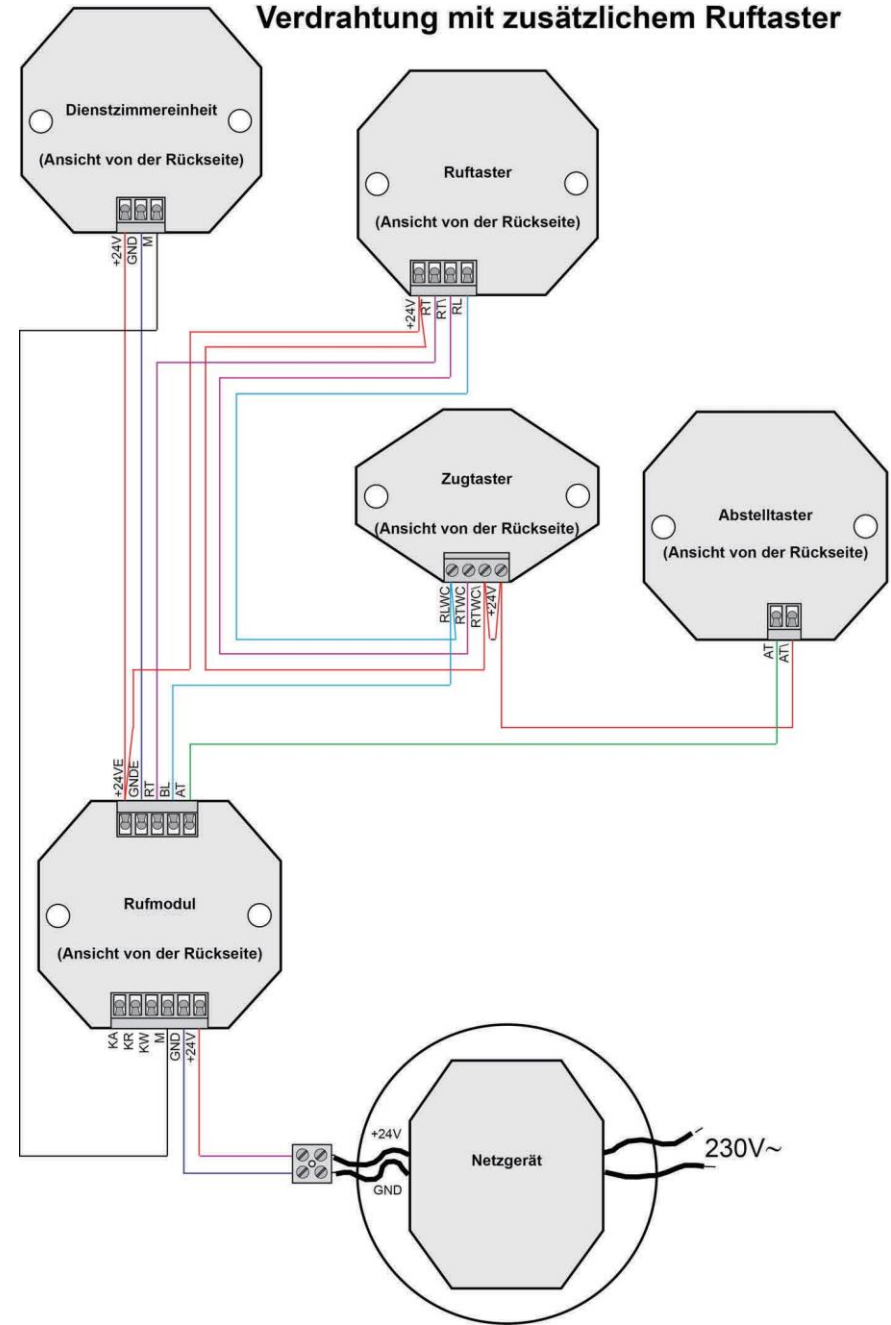 Verdrahtung mit zusätzlichem Ruftaster
Dienstzimmereinheit
(Ansicht von der Rückseite)
+24V
GND
M
Ruftaster
(Ansicht von der Rückseite)
+24V
RT
RT\
RL
Zugtaster
(Ansicht von der Rückseite)
RLWC
RTWC
RTWC\
+24V
Abstelltaster
(Ansicht von der Rückseite)
AT
AT\
+24VE
GNDE
RT
BL
AT
Rufmodul
(Ansicht von der Rückseite)
KA
KR
KW
M
GND
+24V
+24V
GND
Netzgerät
230V~